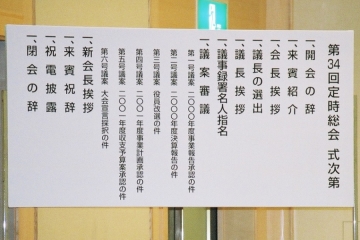 第34回定時総会 式次第
一、開会の辞
一、来賓紹介
一、会長挨拶
一、議長の選出
一、議長挨拶
一、議事録署名人指名
一、議案審議
第一号議案 二〇〇〇年度事業報告承認の件
第二号議案 二〇〇〇年度決算報告の件
第三号議案 役員改選の件
第四号議案 二〇〇一年度事業計画承認の件
第五号議案 二〇〇一年度収支予算案承認の件
第六号議案 大会宣言採択の件
一、新会長挨拶
一、来賓祝辞
一、祝電披露
一、閉会の辞